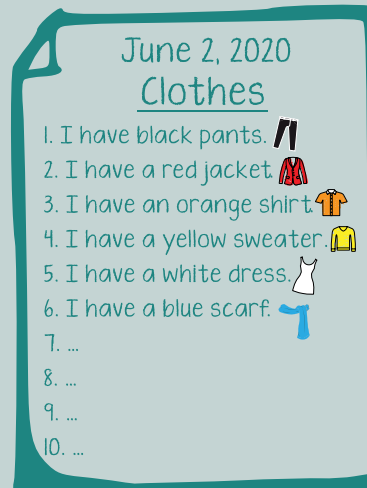 June 2, 2020
Clothes
1. I have black pants.
2. I have a red jacket.
3. I have an orange shirt.
4. I have a yellow sweater.
5. I have a white dress.
6. I have a blue scarf.
7. ...
8. ...
9. ...
10. ...